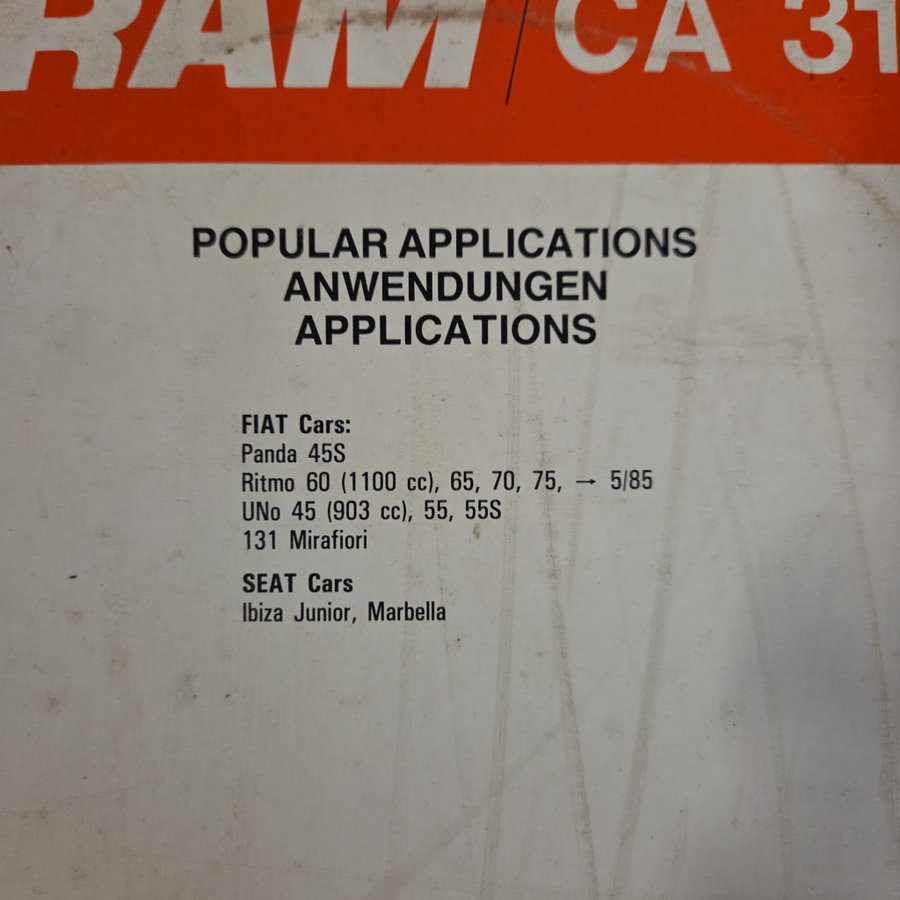 RAM CA 31
POPULAR APPLICATIONS
ANWENDUNGEN
APPLICATIONS
FIAT Cars:
Panda 45S
Ritmo 60 (1100 cc), 65, 70, 75, → 5/85
UNo 45 (903 cc), 55, 55S
131 Mirafiori
SEAT Cars
Ibiza Junior, Marbella